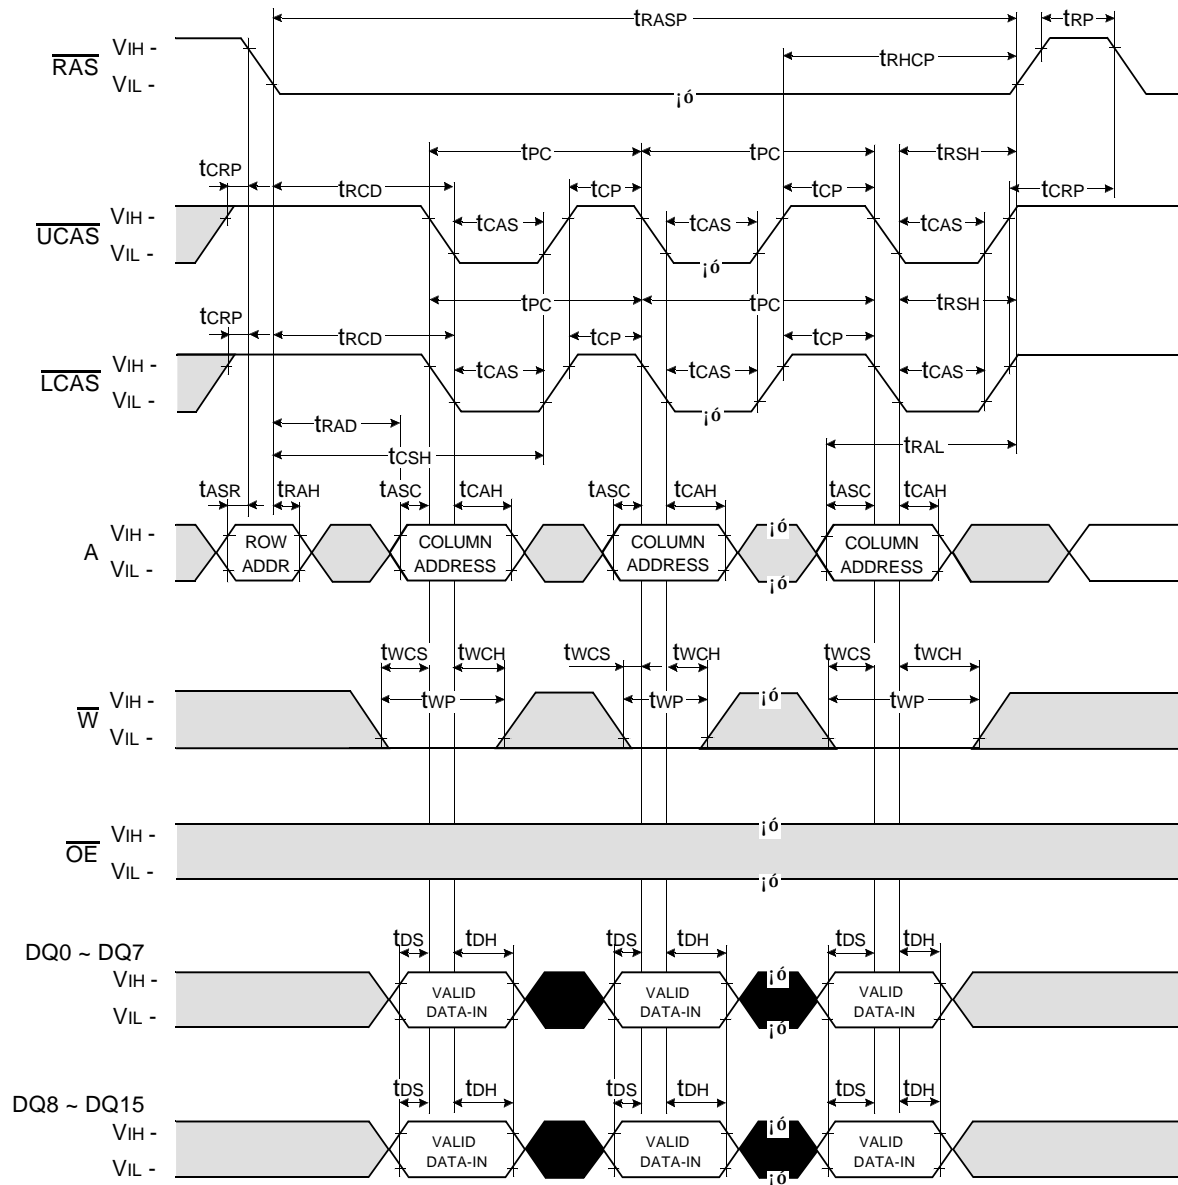 tRASP
tRP
RAS
VIH -
VIL -
tRHCP
¡ó
tCRP
tRCD
tPC
tPC
tRSH
tCP
tCP
tCRP
UCAS
VIH -
VIL -
tCAS
tCAS
tCAS
¡ó
tCRP
tRCD
tPC
tPC
tRSH
tCP
tCP
LCAS
VIH -
VIL -
tCAS
tCAS
tCAS
¡ó
tRAD
tCSH
tRAL
tASR
tRAH
tASC
tCAH
tASC
tCAH
tASC
tCAH
A
VIH -
VIL -
ROW
ADDR
COLUMN
ADDRESS
COLUMN
ADDRESS
¡ó
¡ó
COLUMN
ADDRESS
tWCS
tWCH
tWCS
tWCH
tWCS
tWCH
tWP
tWP
tWP
W
VIH -
VIL -
¡ó
OE
VIH -
VIL -
¡ó
¡ó
DQ0 ~ DQ7
VIH -
VIL -
tDS
tDH
tDS
tDH
tDS
tDH
VALID
DATA-IN
VALID
DATA-IN
¡ó
¡ó
VALID
DATA-IN
DQ8 ~ DQ15
VIH -
VIL -
tDS
tDH
tDS
tDH
tDS
tDH
VALID
DATA-IN
VALID
DATA-IN
¡ó
¡ó
VALID
DATA-IN